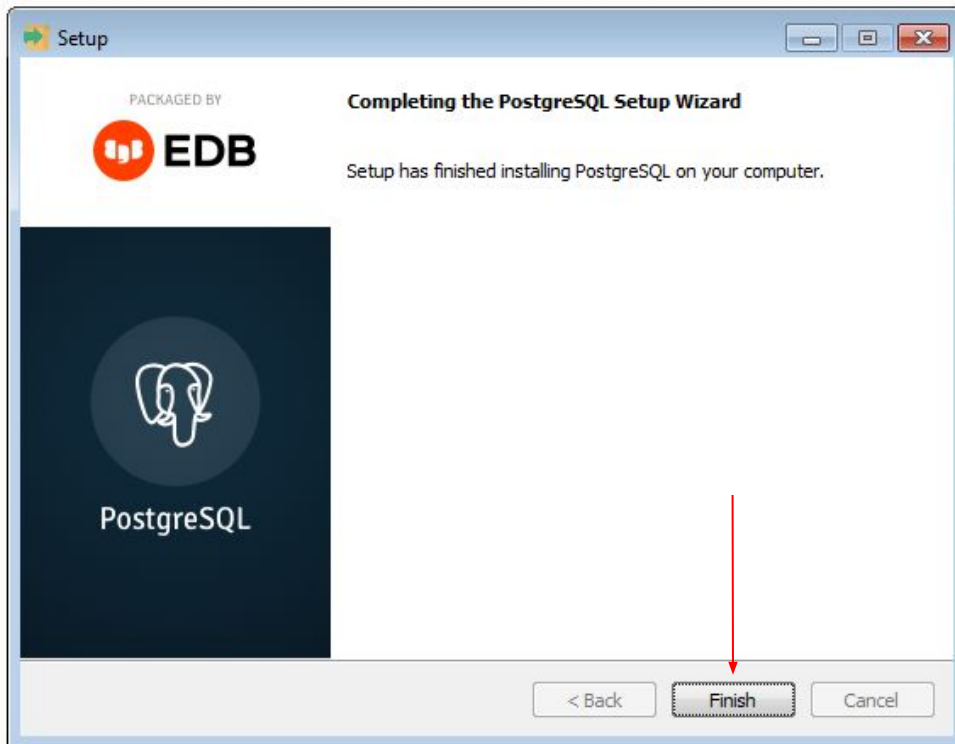 Setup
PACKAGED BY
EDB
Completing the PostgreSQL Setup Wizard
Setup has finished installing PostgreSQL on your computer.
PostgreSQL
< Back
Finish
Cancel